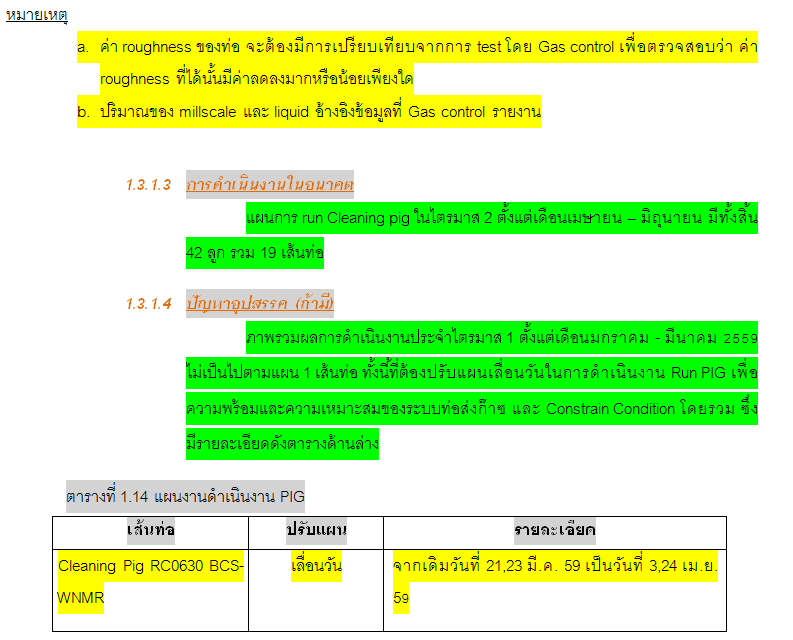 หมายเหตุ
a. ค่า roughness ของท่อ จะต้องมีการเปรียบเทียบจากการ test โดย Gas control เพื่อตรวจสอบว่า ค่า
roughness ที่ได้นั้นมีค่าลดลงมากหรือน้อยเพียงใด
b. ปริมาณของ millscale และ liquid อ้างอิงข้อมูลที่ Gas control รายงาน
1.3.1.3 การดำเนินงานในอนาคต
แผนการ run Cleaning pig ในไตรมาส 2 ตั้งแต่เดือนเมษายน – มิถุนายน มีทั้งสิ้น
42 ลูก รวม 19 เส้นท่อ
1.3.1.4 ปัญหาอุปสรรค (ถ้ามี)
ภาพรวมผลการดำเนินงานประจำไตรมาส 1 ตั้งแต่เดือนมกราคม - มีนาคม 2559
ไม่เป็นไปตามแผน 1 เส้นท่อ ทั้งนี้ที่ต้องปรับแผนเลื่อนวันในการดำเนินงาน Run PIG เพื่อ
ความพร้อมและความเหมาะสมของระบบท่อส่งก๊าซ และ Constrain Condition โดยรวม ซึ่ง
มีรายละเอียดดังตารางด้านล่าง
ตารางที่ 1.14 แผนงานดำเนินงาน PIG
เส้นท่อ ปรับแผน รายละเอียด
Cleaning Pig RC0630 BCS- เลื่อนวัน จากเดิมวันที่ 21,23 มี.ค. 59 เป็นวันที่ 3,24 เม.ย.
WNMR 59